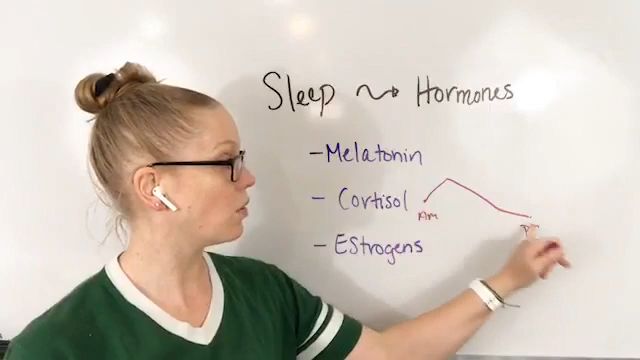 Sleep ~> Hormones
- Melatonin
- Cortisol
AM
- Estrogens